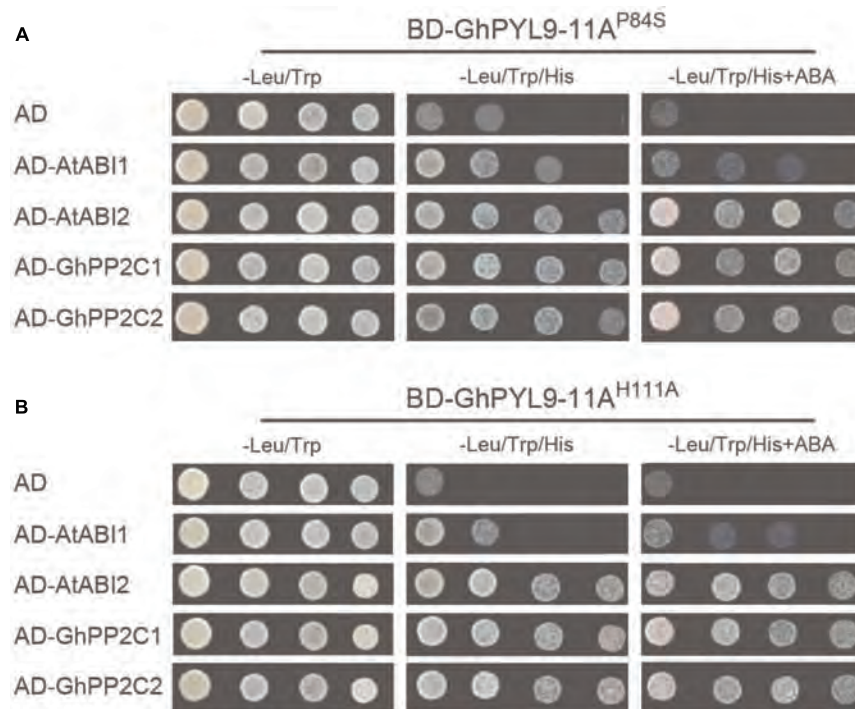 A
BD-GhPYL9-11A^P84S
-Leu/Trp -Leu/Trp/His -Leu/Trp/His+ABA
AD
AD-AtABI1
AD-AtABI2
AD-GhPP2C1
AD-GhPP2C2
B
BD-GhPYL9-11A^H111A
-Leu/Trp -Leu/Trp/His -Leu/Trp/His+ABA
AD
AD-AtABI1
AD-AtABI2
AD-GhPP2C1
AD-GhPP2C2